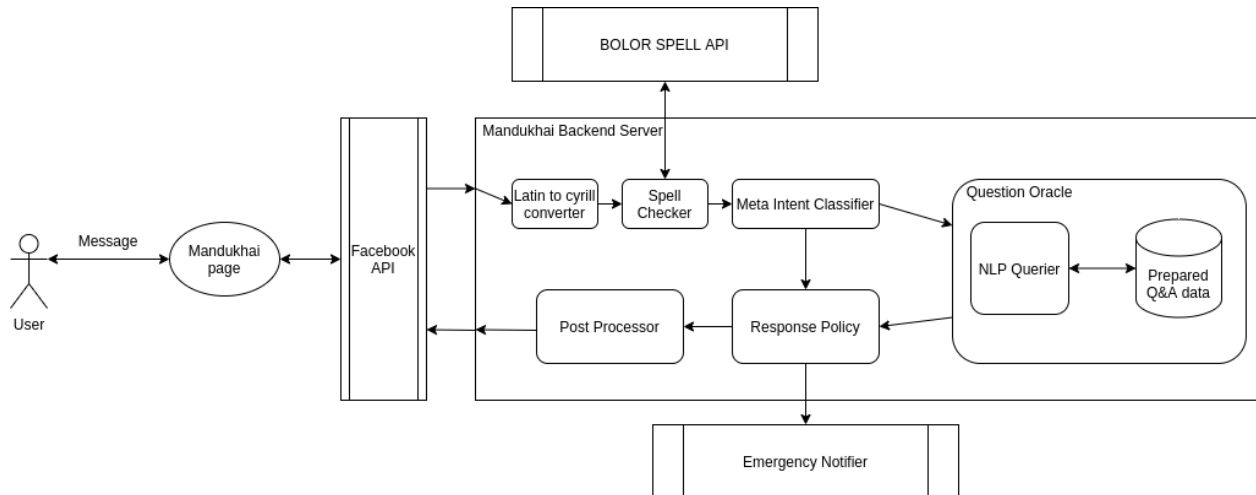 BOLOR SPELL API
Mandukhai Backend Server
Latin to cyrill
converter
Spell
Checker
Meta Intent Classifier
Question Oracle
NLP Querier
Prepared
Q&A data
Message
Mandukhai
page
Facebook
API
User
Post Processor
Response Policy
Emergency Notifier